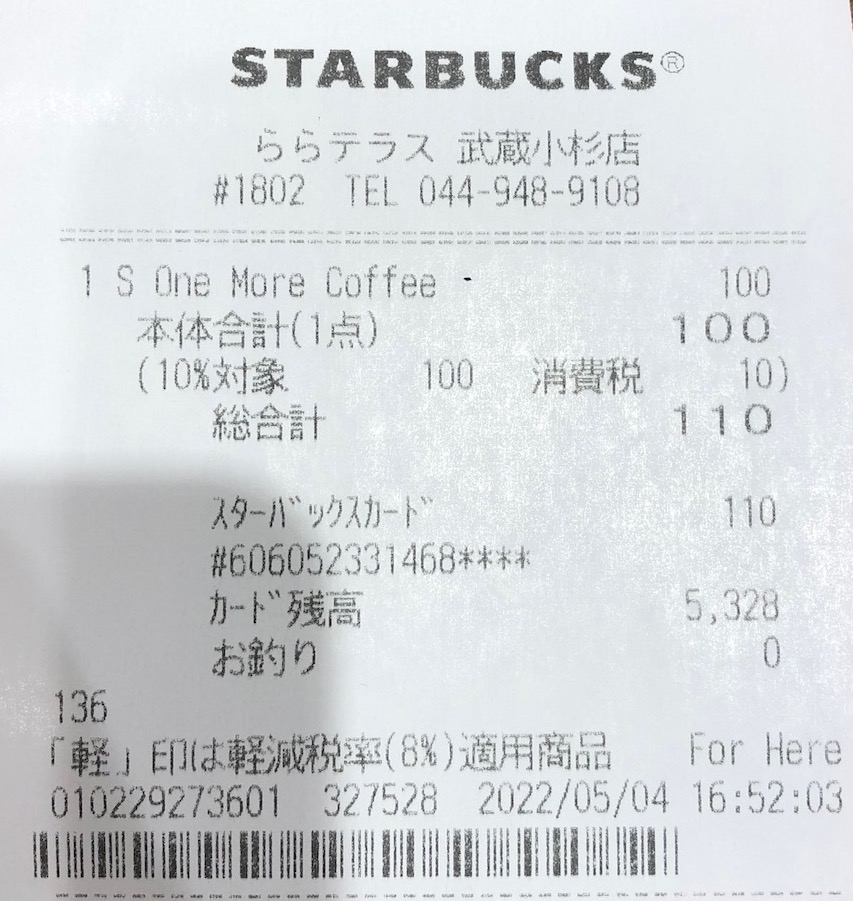 STARBUCKS®
ららテラス 武蔵小杉店
#1802 TEL 044-948-9108
1 S One More Coffee 100
本体合計(1点) 100
(10%対象 100 消費税 10)
総合計 110
ｽﾀｰﾊﾞｯｸｽｶｰﾄﾞ 110
#606052331468****
ｶｰﾄﾞ残高 5,328
お釣り 0
136
「軽」印は軽減税率(8%)適用商品 For Here
010229273601 327528 2022/05/04 16:52:03